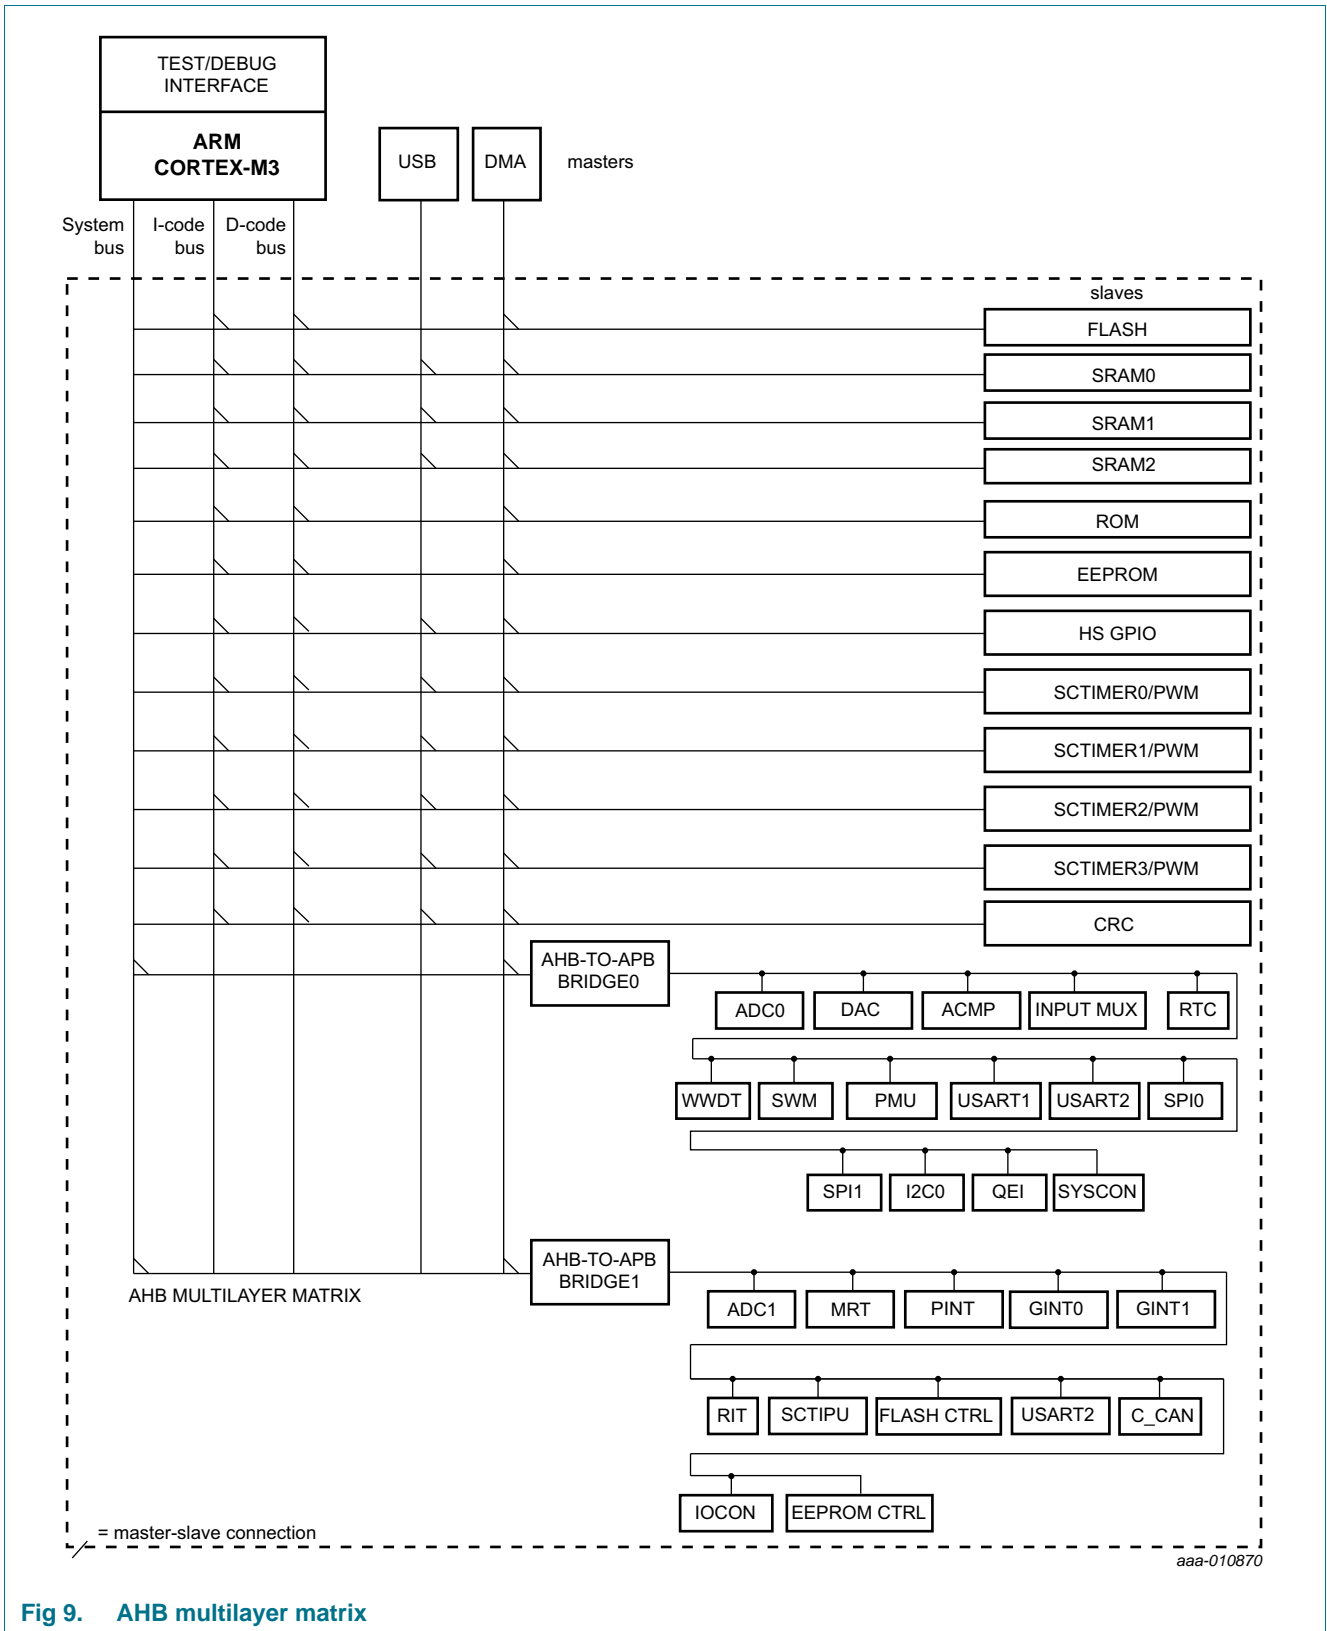 TEST/DEBUG
INTERFACE
ARM
CORTEX-M3
USB
DMA
masters
System
bus
I-code
bus
D-code
bus
slaves
FLASH
SRAM0
SRAM1
SRAM2
ROM
EEPROM
HS GPIO
SCTIMER0/PWM
SCTIMER1/PWM
SCTIMER2/PWM
SCTIMER3/PWM
CRC
AHB-TO-APB
BRIDGE0
ADC0
DAC
ACMP
INPUT MUX
RTC
WWDT
SWM
PMU
USART1
USART2
SPI0
SPI1
I2C0
QEI
SYSCON
AHB-TO-APB
BRIDGE1
AHB MULTILAYER MATRIX
ADC1
MRT
PINT
GINT0
GINT1
RIT
SCTIPU
FLASH CTRL
USART2
C_CAN
IOCON
EEPROM CTRL
= master-slave connection
aaa-010870
Fig 9. AHB multilayer matrix